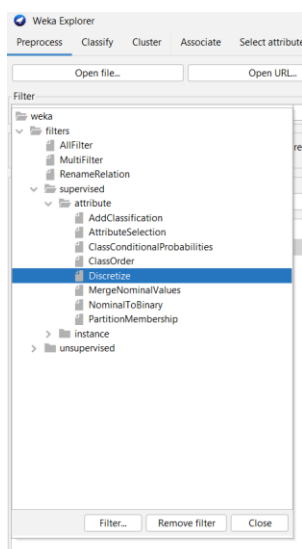 Weka Explorer
Preprocess Classify Cluster Associate Select attribute
Open file... Open URL...
Filter
weka
filters
AllFilter
MultiFilter
RenameRelation
supervised
attribute
AddClassification
AttributeSelection
ClassConditionalProbabilities
ClassOrder
Discretize
MergeNominalValues
NominalToBinary
PartitionMembership
instance
unsupervised
Filter... Remove filter Close